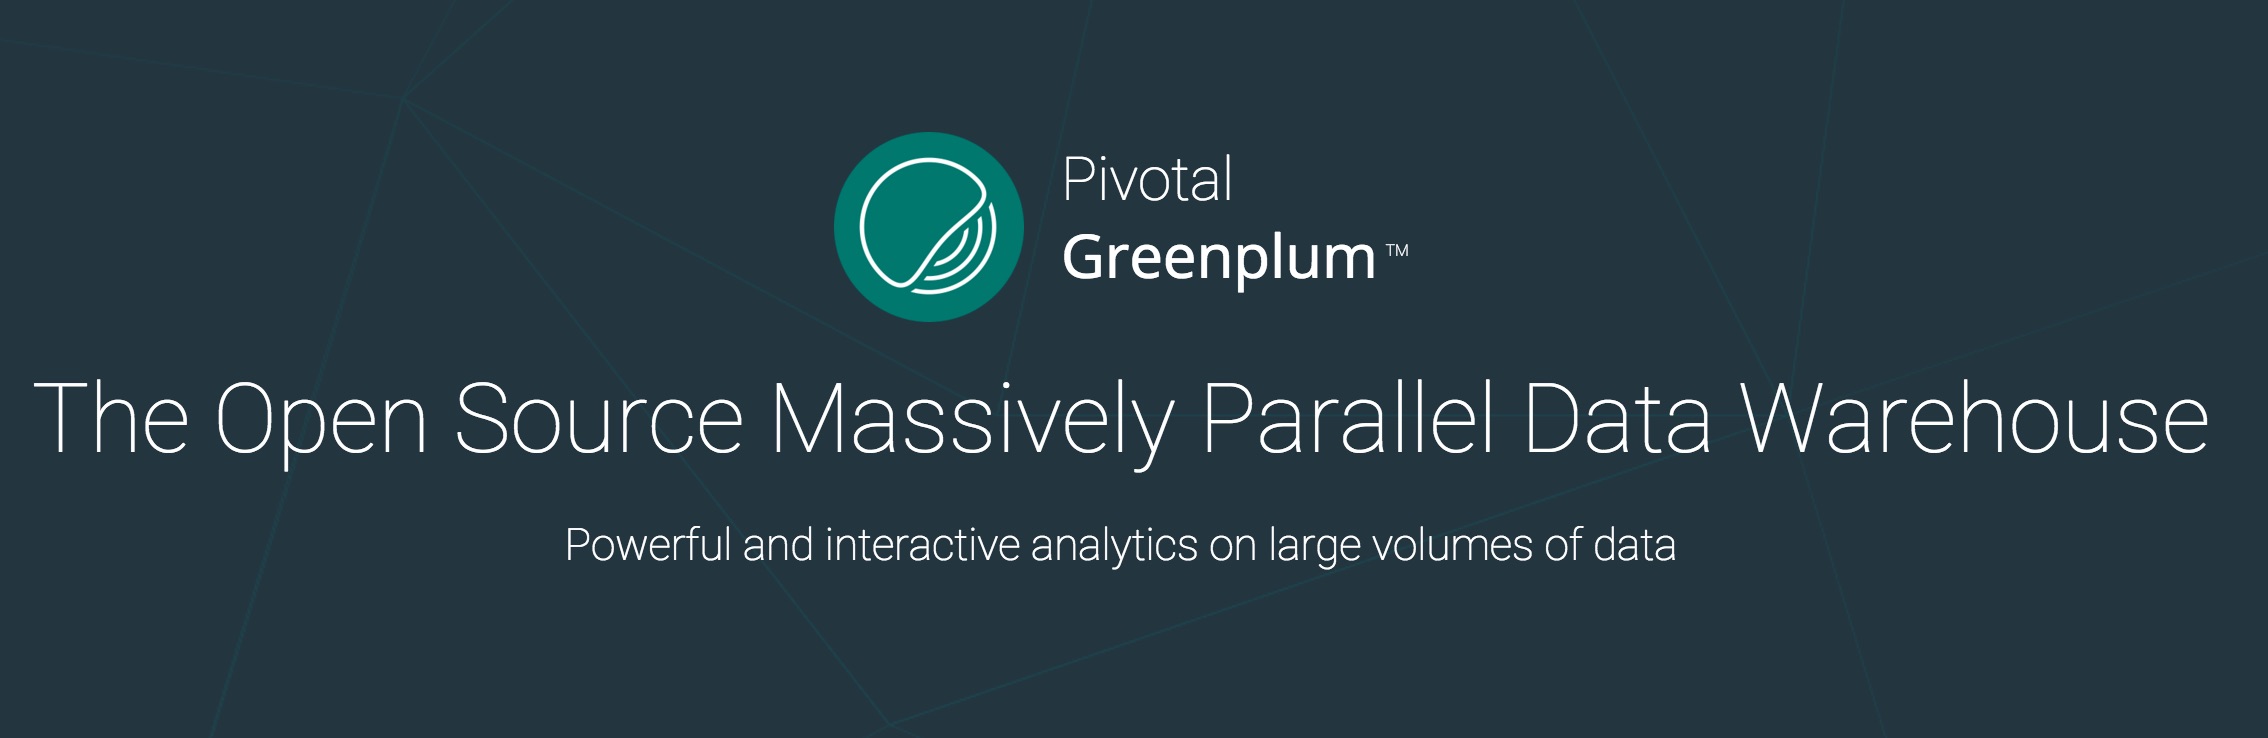 Pivotal
Greenplum™
The Open Source Massively Parallel Data Warehouse
Powerful and interactive analytics on large volumes of data